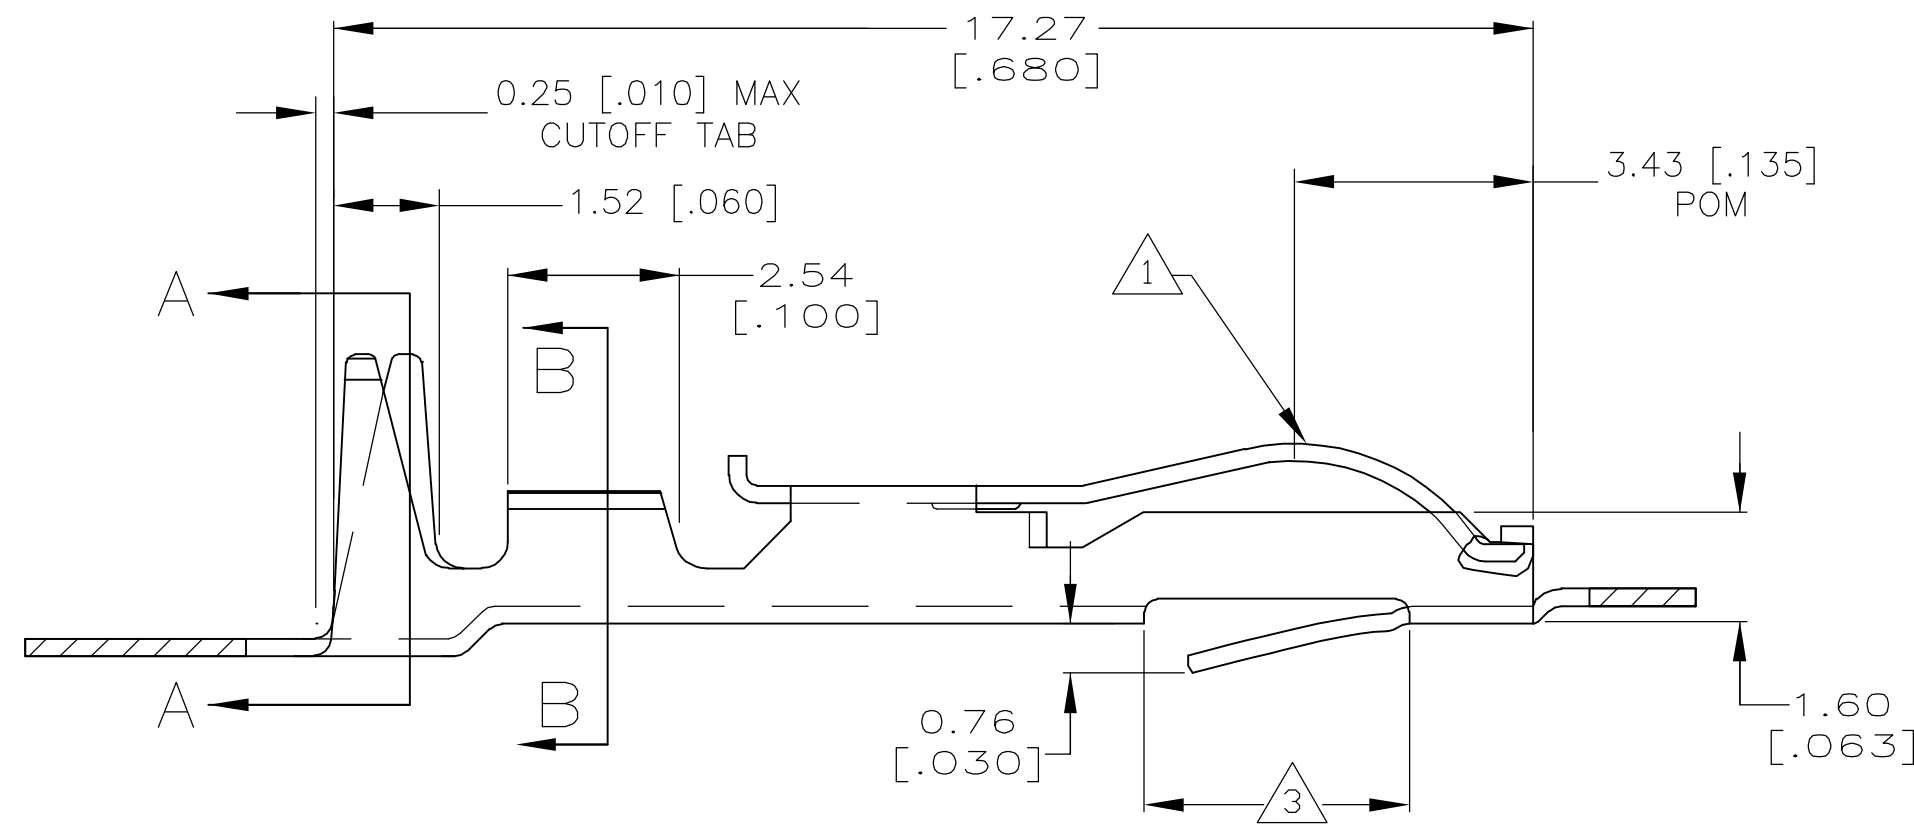 17.27
[.680]
0.25 [.010] MAX
CUTOFF TAB
3.43 [.135]
POM
1.52 [.060]
2.54
[.100]
1
A
B
A
B
0.76
[.030]
1.60
[.063]
3